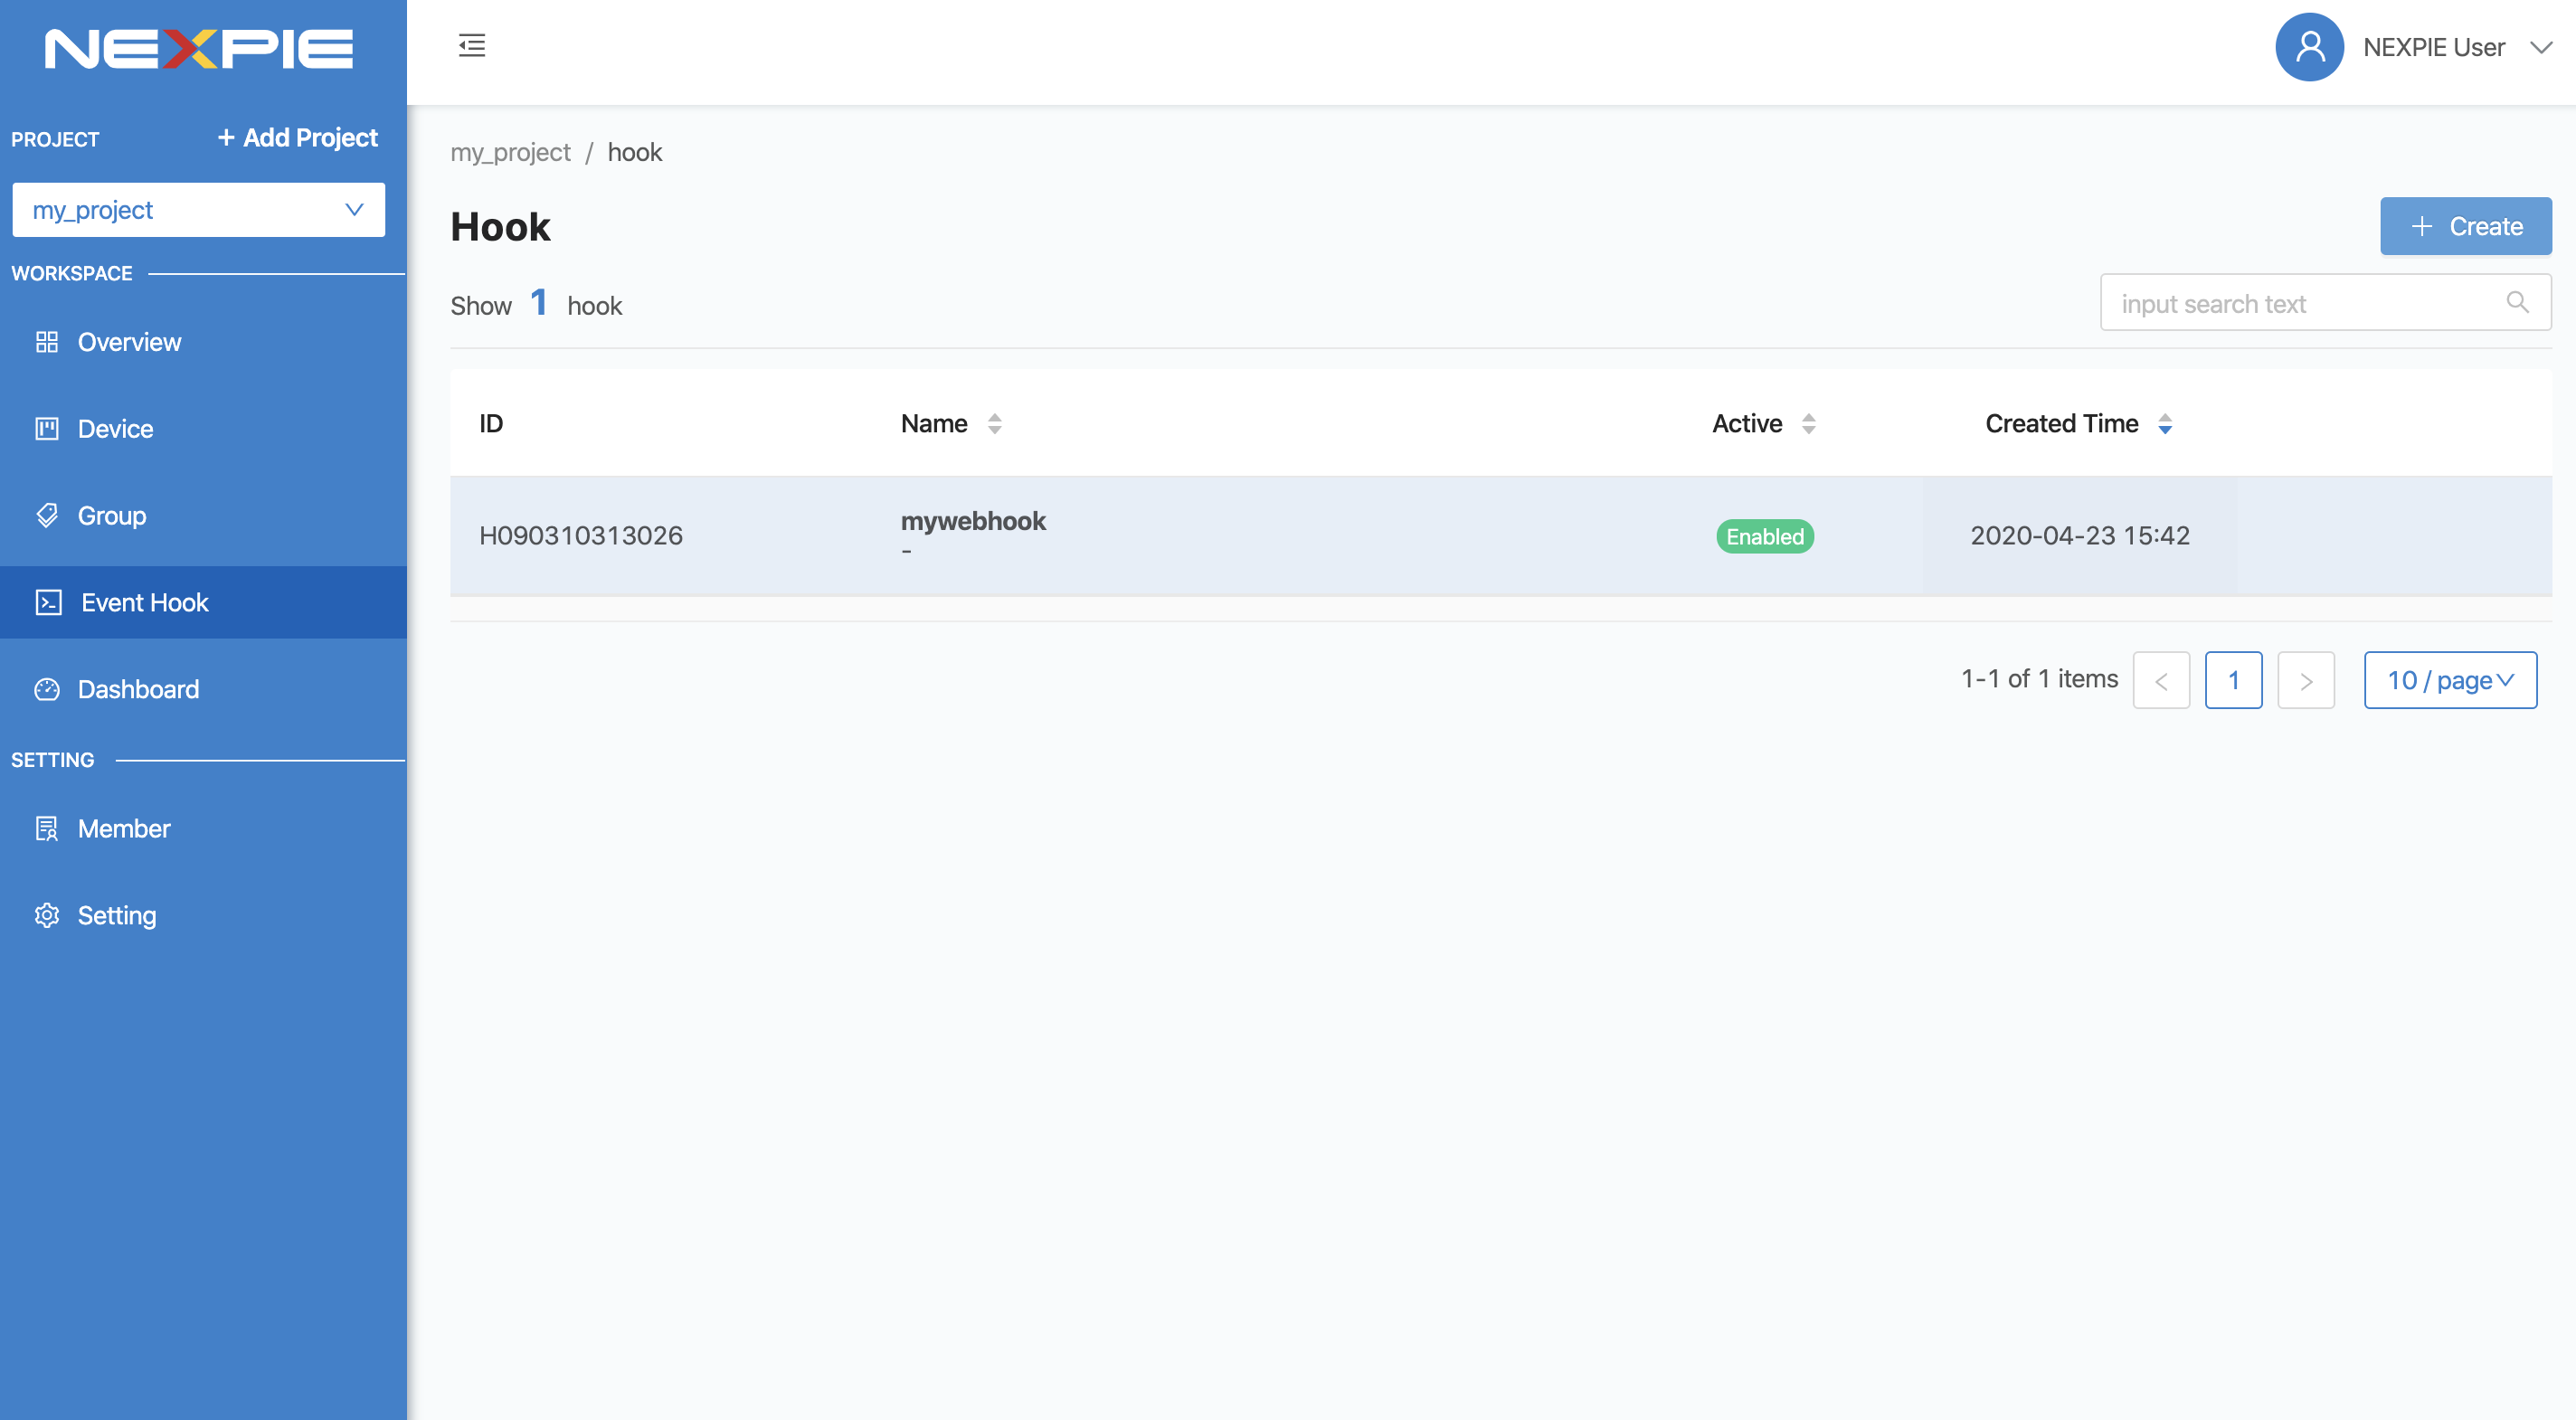 NEXPIE
NEXPIE User
PROJECT
+ Add Project
my_project
WORKSPACE
Overview
Device
Group
Event Hook
Dashboard
SETTING
Member
Setting
my_project / hook
Hook
+ Create
Show 1 hook
input search text
ID Name Active Created Time
H090310313026 mywebhook Enabled 2020-04-23 15:42
-
1-1 of 1 items < 1 > 10 / page